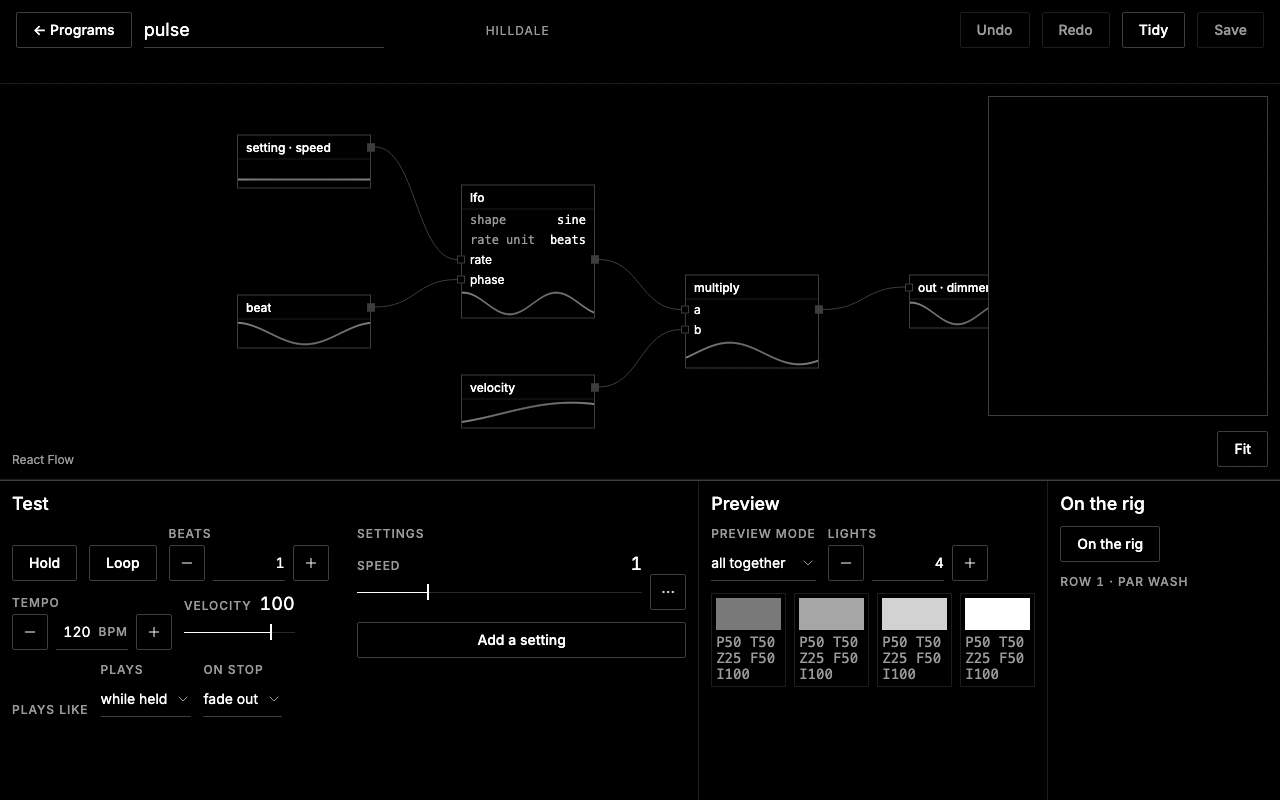 ← Programs
pulse
HILLDALE
Undo
Redo
Tidy
Save
setting · speed
lfo
shape sine
rate unit beats
rate
phase
beat
velocity
multiply
a
b
out · dimmer
React Flow
Fit
Test
BEATS
Hold
Loop
− 1 +
TEMPO
− 120 BPM +
VELOCITY 100
PLAYS
ON STOP
PLAYS LIKE
while held
fade out
SETTINGS
SPEED 1
...
Add a setting
Preview
PREVIEW MODE
LIGHTS
all together
− 4 +
P50 T50
Z25 F50
I100
P50 T50
Z25 F50
I100
P50 T50
Z25 F50
I100
P50 T50
Z25 F50
I100
On the rig
On the rig
ROW 1 · PAR WASH